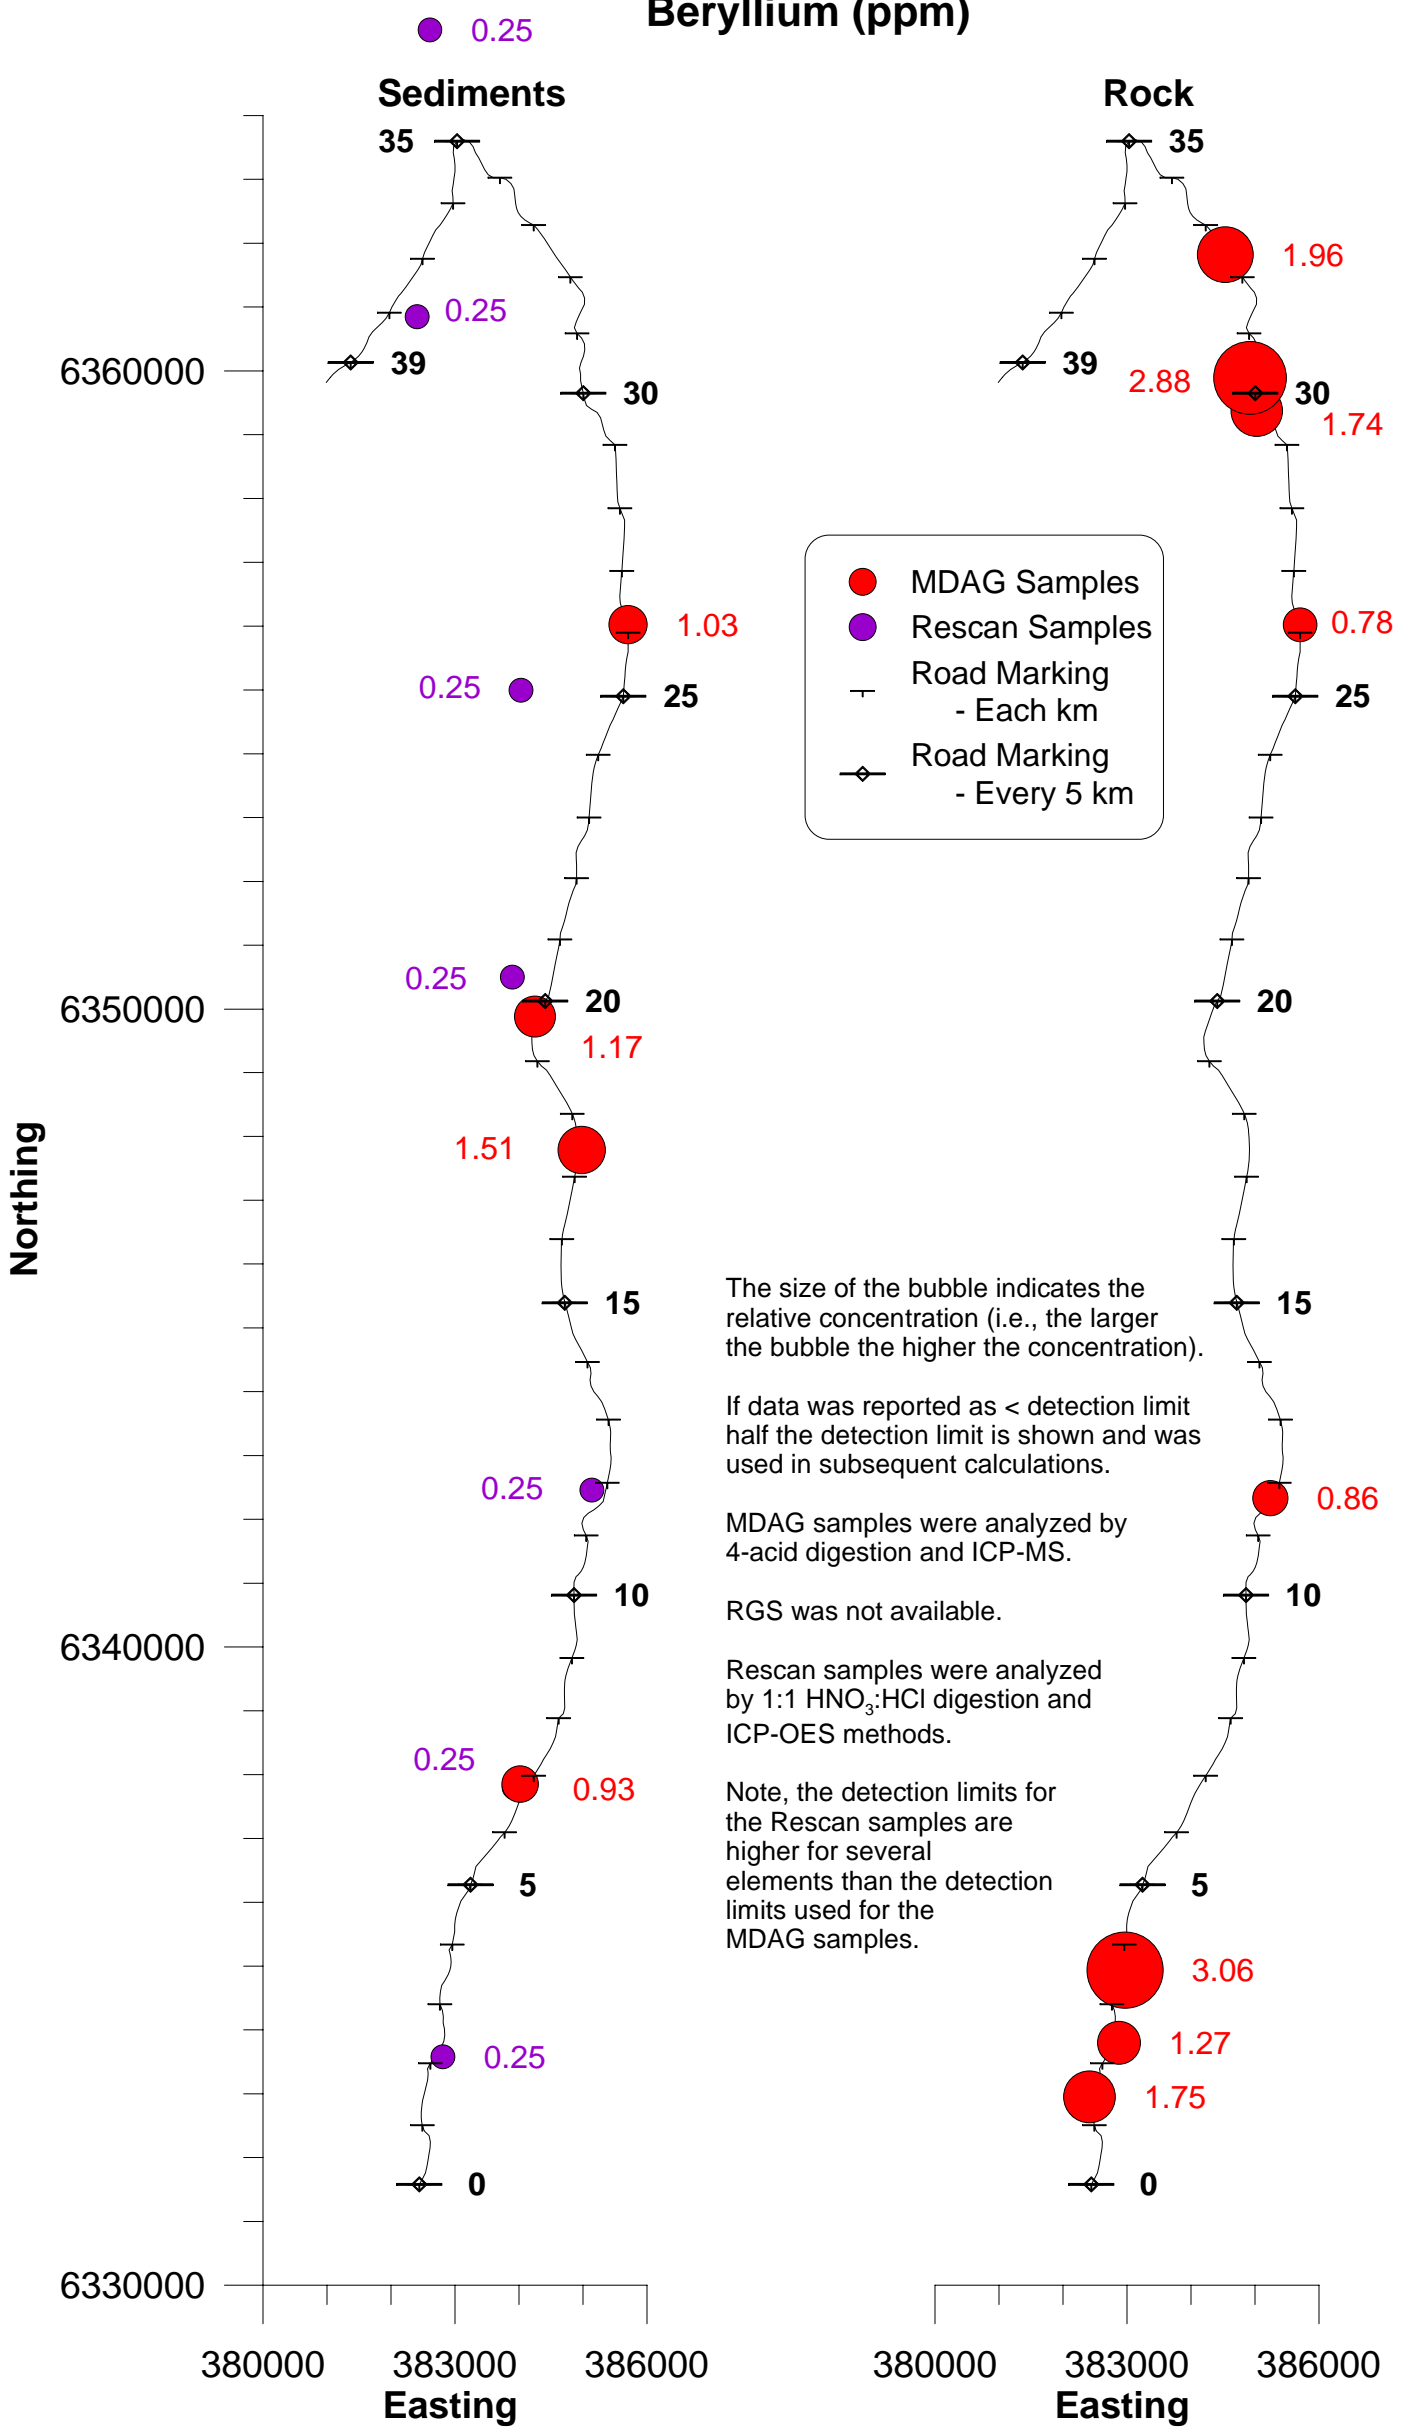 Beryllium (ppm)
0.25
Sediments
Rock
35
35
1.96
0.25
39
39
6360000
30
2.88
30
1.74
MDAG Samples
Rescan Samples
Road Marking
- Each km
Road Marking
- Every 5 km
1.03
0.78
0.25
25
25
0.25
20
20
6350000
1.17
1.51
Northing
15
15
The size of the bubble indicates the
relative concentration (i.e., the larger
the bubble the higher the concentration).
If data was reported as < detection limit
half the detection limit is shown and was
used in subsequent calculations.
MDAG samples were analyzed by
4-acid digestion and ICP-MS.
RGS was not available.
Rescan samples were analyzed
by 1:1 HNO3:HCl digestion and
ICP-OES methods.
Note, the detection limits for
the Rescan samples are
higher for several
elements than the detection
limits used for the
MDAG samples.
0.25
0.86
10
10
6340000
0.25
0.93
5
5
3.06
1.27
0.25
1.75
0
0
6330000
380000 383000 386000
380000 383000 386000
Easting
Easting